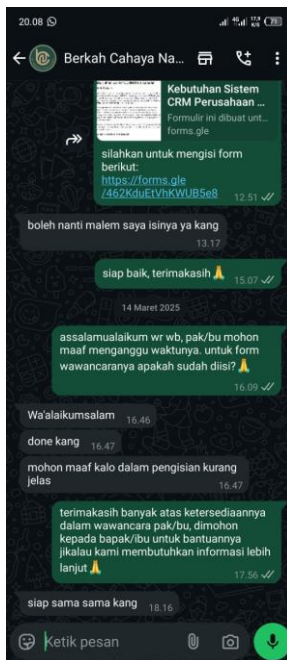 20.08
4G
Berkah Cahaya Na...
Kebutuhan Sistem
CRM Perusahaan ...
Formulir ini dibuat unt...
forms.gle
silahkan untuk mengisi form
berikut:
https://forms.gle
/462KduEtVhKWUB5e8
12.51
boleh nanti malem saya isinya ya kang
13.17
siap baik, terimakasih🙏
15.07
14 Maret 2025
assalamualaikum wr wb, pak/bu mohon
maaf menganggu waktunya. untuk form
wawancaranya apakah sudah diisi?🙏
16.09
Wa'alaikumsalam
16.46
done kang
16.47
mohon maaf kalo dalam pengisian kurang
jelas
16.47
terimakasih banyak atas ketersediaannya
dalam wawancara pak/bu, dimohon
kepada bapak/ibu untuk bantuannya
jikalau kami membutuhkan informasi lebih
lanjut🙏
17.56
siap sama sama kang
18.16
Ketik pesan